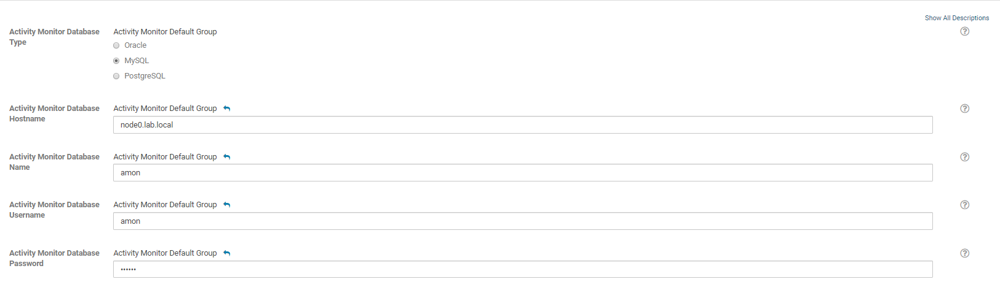 Show All Descriptions
Activity Monitor Database Type
Activity Monitor Default Group
Oracle
MySQL
PostgreSQL
Activity Monitor Database Hostname
Activity Monitor Default Group
node0.lab.local
Activity Monitor Database Name
Activity Monitor Default Group
amon
Activity Monitor Database Username
Activity Monitor Default Group
amon
Activity Monitor Database Password
Activity Monitor Default Group
••••••